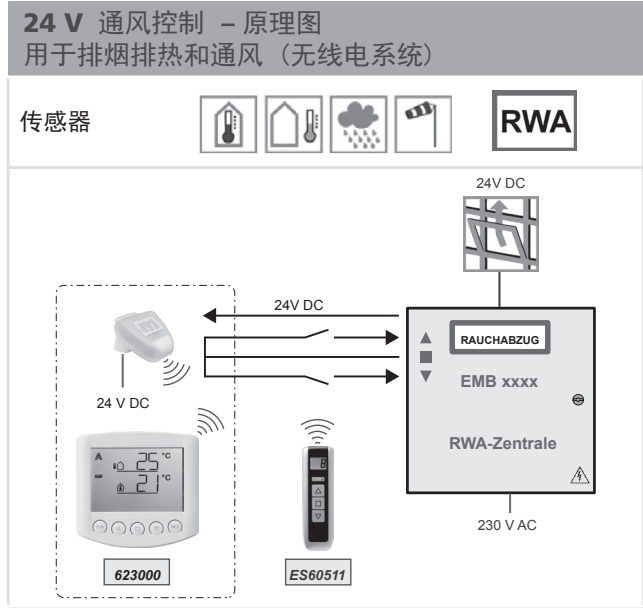 24 V 通风控制 – 原理图
用于排烟排热和通风（无线电系统）
传感器
RWA
24V DC
24V DC
RAUCHABZUG
EMB xxxx
RWA-Zentrale
24 V DC
25 °C
21 °C
230 V AC
8
623000
ES60511